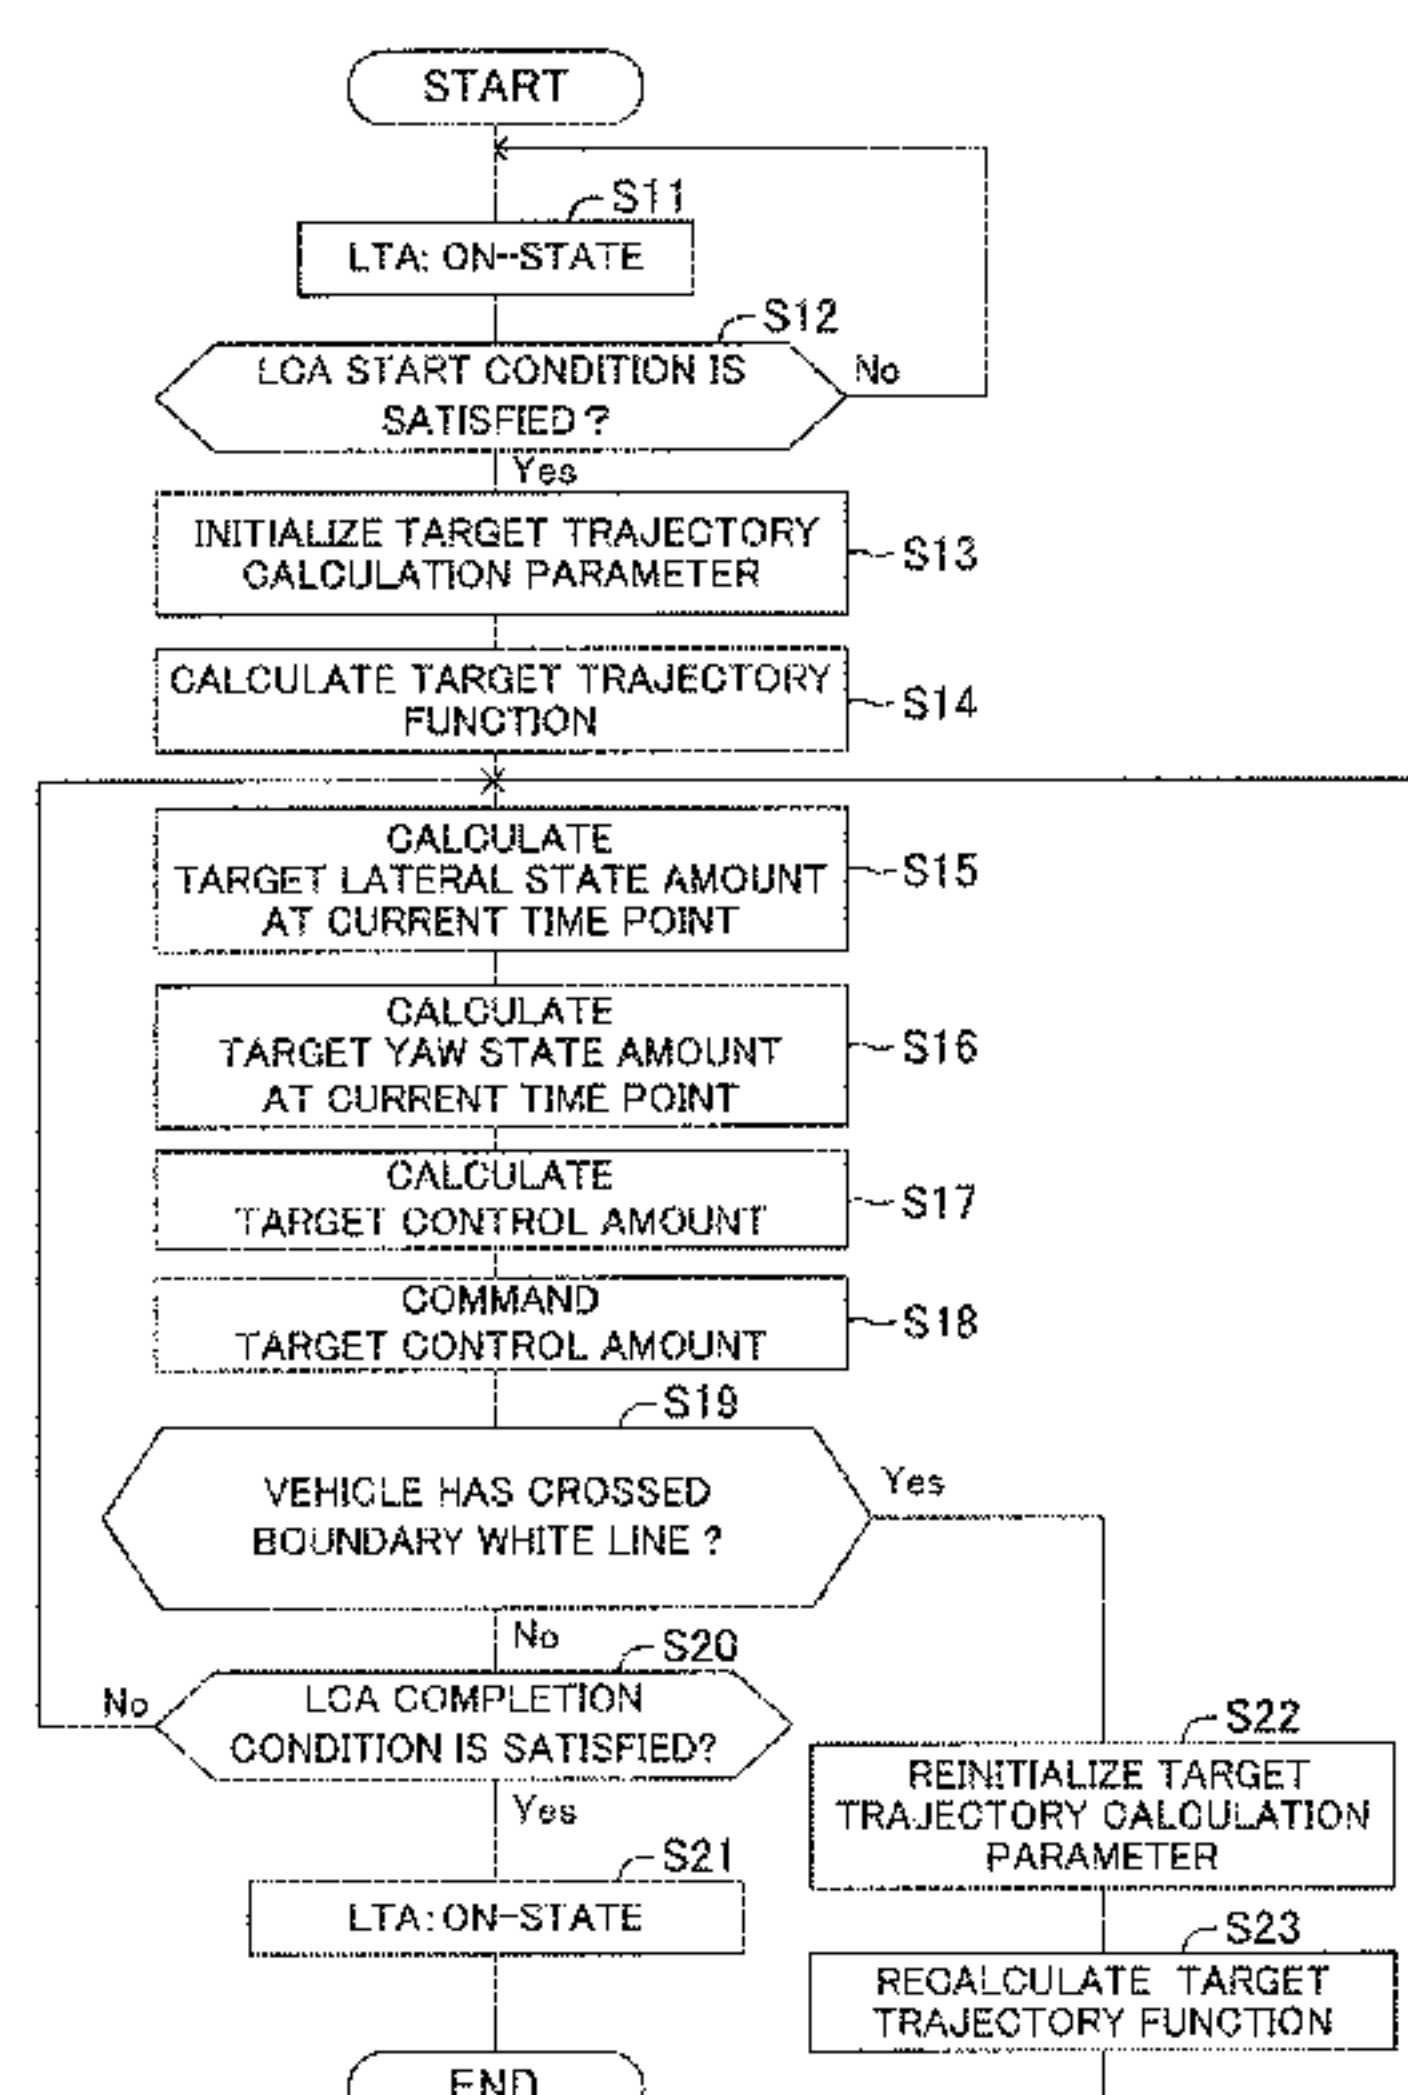 START
S11
LTA: ON-STATE
S12
LCA START CONDITION IS
SATISFIED?
No
Yes
INITIALIZE TARGET TRAJECTORY
CALCULATION PARAMETER
S13
CALCULATE TARGET TRAJECTORY
FUNCTION
S14
CALCULATE
TARGET LATERAL STATE AMOUNT
AT CURRENT TIME POINT
S15
CALCULATE
TARGET YAW STATE AMOUNT
AT CURRENT TIME POINT
S16
CALCULATE
TARGET CONTROL AMOUNT
S17
COMMAND
TARGET CONTROL AMOUNT
S18
S19
VEHICLE HAS CROSSED
BOUNDARY WHITE LINE ?
Yes
No
S20
LCA COMPLETION
CONDITION IS SATISFIED?
No
Yes
S21
LTA: ON-STATE
S22
REINITIALIZE TARGET
TRAJECTORY CALCULATION
PARAMETER
S23
RECALCULATE TARGET
TRAJECTORY FUNCTION
END